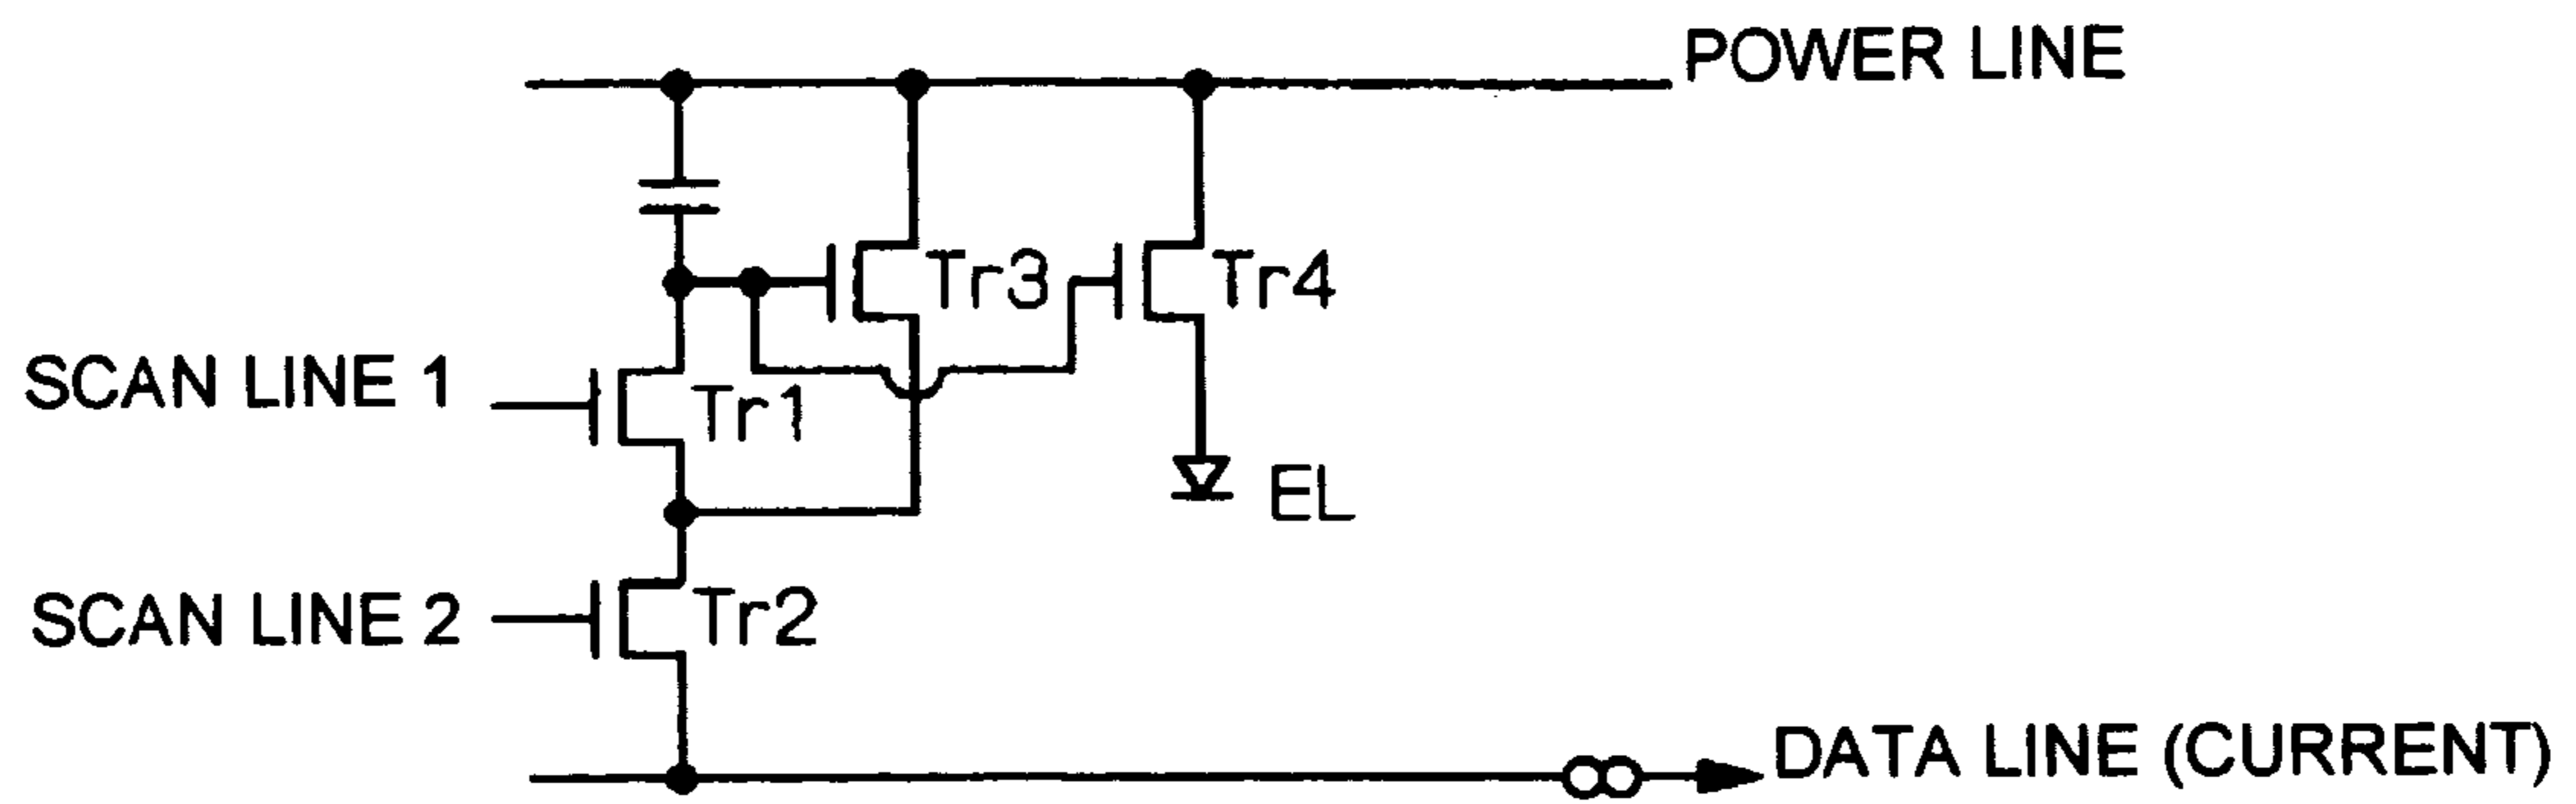 POWER LINE
Tr3
Tr4
SCAN LINE 1
Tr1
EL
SCAN LINE 2
Tr2
DATA LINE (CURRENT)